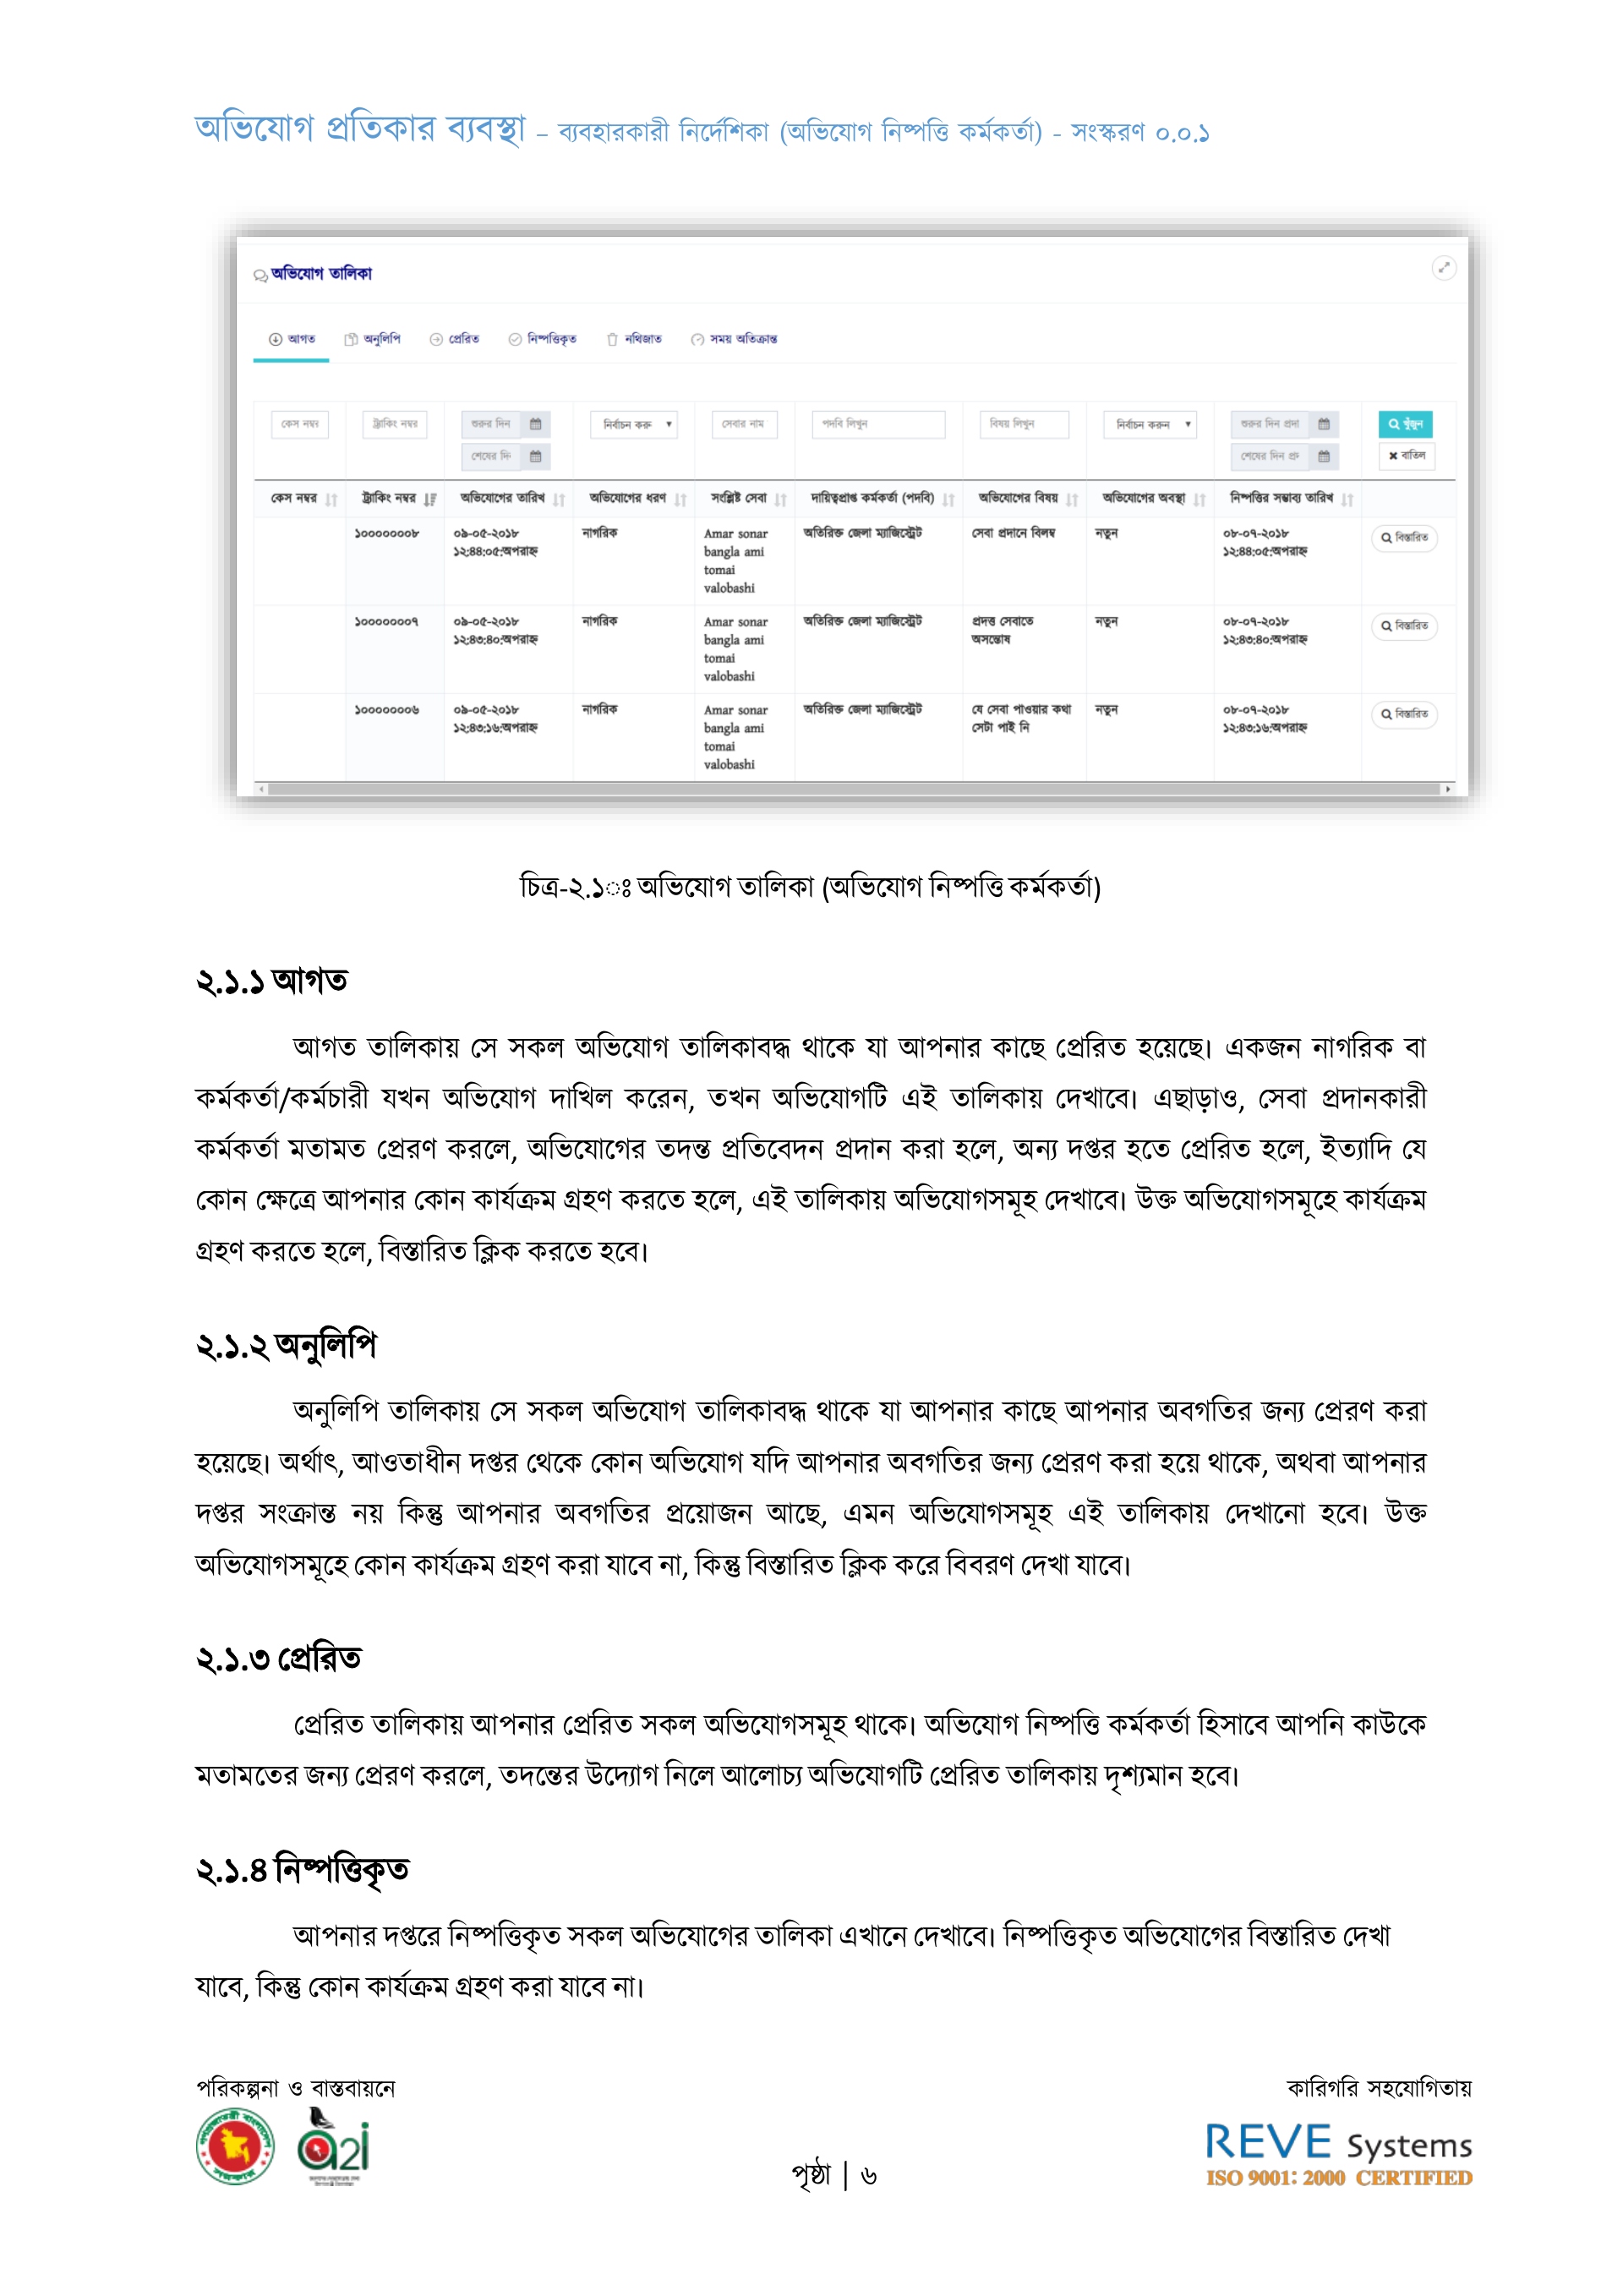 অভিযোগ প্রতিকার ব্যবস্থা – ব্যবহারকারী নির্দেশিকা (অভিযোগ নিষ্পত্তি কর্মকর্তা) - সংস্করণ ০.০.১
অভিযোগ তালিকা
আগত অনুলিপি প্রেরিত নিষ্পত্তিকৃত নথিজাত সময় অতিক্রান্ত
কেস নম্বর ট্র্যাকিং নম্বর শুরুর দিন নির্বাচন করু সেবার নাম পদবি লিখুন বিষয় লিখুন নির্বাচন করুন শুরুর দিন প্রদা খুঁজুন
শেষের দি শেষের দিন প্র বাতিল
কেস নম্বর ট্র্যাকিং নম্বর অভিযোগের তারিখ অভিযোগের ধরণ সংশ্লিষ্ট সেবা দায়িত্বপ্রাপ্ত কর্মকর্তা (পদবি) অভিযোগের বিষয় অভিযোগের অবস্থা নিষ্পত্তির সম্ভাব্য তারিখ
১০০০০০০০৮ ০৯-০৫-২০১৮ নাগরিক Amar sonar অতিরিক্ত জেলা ম্যাজিস্ট্রেট সেবা প্রদানে বিলম্ব নতুন ০৮-০৭-২০১৮ বিস্তারিত
১২:৪৪:০৫:অপরাহ্ন bangla ami ১২:৪৪:০৫:অপরাহ্ন
tomai
valobashi
১০০০০০০০৭ ০৯-০৫-২০১৮ নাগরিক Amar sonar অতিরিক্ত জেলা ম্যাজিস্ট্রেট প্রদত্ত সেবাতে নতুন ০৮-০৭-২০১৮ বিস্তারিত
১২:৪৩:৪০:অপরাহ্ন bangla ami অসন্তোষ ১২:৪৩:৪০:অপরাহ্ন
tomai
valobashi
১০০০০০০০৬ ০৯-০৫-২০১৮ নাগরিক Amar sonar অতিরিক্ত জেলা ম্যাজিস্ট্রেট যে সেবা পাওয়ার কথা নতুন ০৮-০৭-২০১৮ বিস্তারিত
১২:৪৩:১৬:অপরাহ্ন bangla ami সেটা পাই নি ১২:৪৩:১৬:অপরাহ্ন
tomai
valobashi
চিত্র-২.১ঃ অভিযোগ তালিকা (অভিযোগ নিষ্পত্তি কর্মকর্তা)
২.১.১ আগত
আগত তালিকায় সে সকল অভিযোগ তালিকাবদ্ধ থাকে যা আপনার কাছে প্রেরিত হয়েছে। একজন নাগরিক বা
কর্মকর্তা/কর্মচারী যখন অভিযোগ দাখিল করেন, তখন অভিযোগটি এই তালিকায় দেখাবে। এছাড়াও, সেবা প্রদানকারী
কর্মকর্তা মতামত প্রেরণ করলে, অভিযোগের তদন্ত প্রতিবেদন প্রদান করা হলে, অন্য দপ্তর হতে প্রেরিত হলে, ইত্যাদি যে
কোন ক্ষেত্রে আপনার কোন কার্যক্রম গ্রহণ করতে হলে, এই তালিকায় অভিযোগসমূহ দেখাবে। উক্ত অভিযোগসমূহে কার্যক্রম
গ্রহণ করতে হলে, বিস্তারিত ক্লিক করতে হবে।
২.১.২ অনুলিপি
অনুলিপি তালিকায় সে সকল অভিযোগ তালিকাবদ্ধ থাকে যা আপনার কাছে আপনার অবগতির জন্য প্রেরণ করা
হয়েছে। অর্থাৎ, আওতাধীন দপ্তর থেকে কোন অভিযোগ যদি আপনার অবগতির জন্য প্রেরণ করা হয়ে থাকে, অথবা আপনার
দপ্তর সংক্রান্ত নয় কিন্তু আপনার অবগতির প্রয়োজন আছে, এমন অভিযোগসমূহ এই তালিকায় দেখানো হবে। উক্ত
অভিযোগসমূহে কোন কার্যক্রম গ্রহণ করা যাবে না, কিন্তু বিস্তারিত ক্লিক করে বিবরণ দেখা যাবে।
২.১.৩ প্রেরিত
প্রেরিত তালিকায় আপনার প্রেরিত সকল অভিযোগসমূহ থাকে। অভিযোগ নিষ্পত্তি কর্মকর্তা হিসাবে আপনি কাউকে
মতামতের জন্য প্রেরণ করলে, তদন্তের উদ্যোগ নিলে আলোচ্য অভিযোগটি প্রেরিত তালিকায় দৃশ্যমান হবে।
২.১.৪ নিষ্পত্তিকৃত
আপনার দপ্তরে নিষ্পত্তিকৃত সকল অভিযোগের তালিকা এখানে দেখাবে। নিষ্পত্তিকৃত অভিযোগের বিস্তারিত দেখা
যাবে, কিন্তু কোন কার্যক্রম গ্রহণ করা যাবে না।
পরিকল্পনা ও বাস্তবায়নে কারিগরি সহযোগিতায়
a2i REVE Systems
ISO 9001: 2000 CERTIFIED
পৃষ্ঠা | ৬